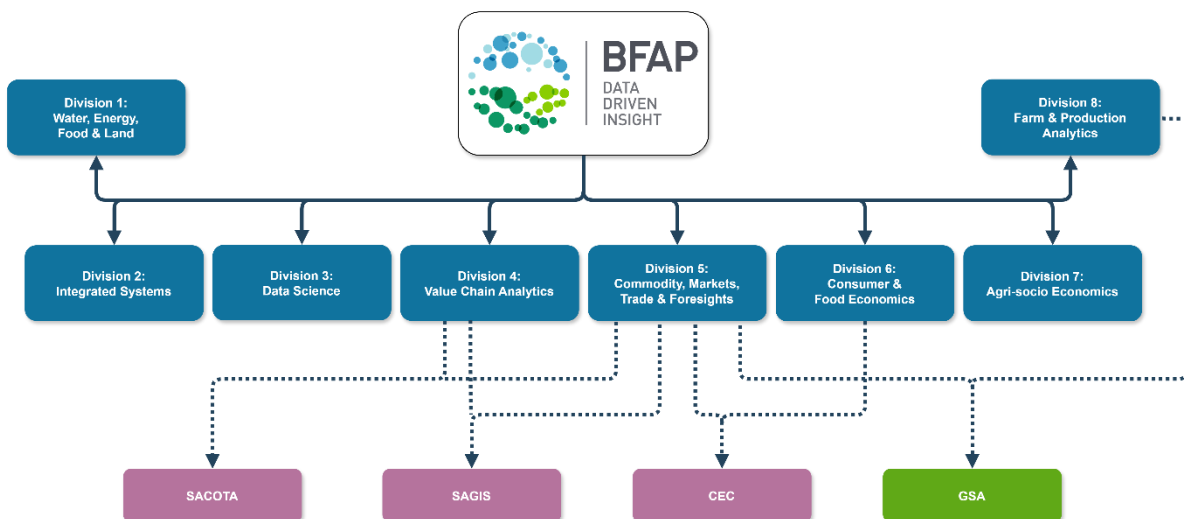 BFAP
DATA
DRIVEN
INSIGHT
Division 1:
Water, Energy,
Food & Land
Division 8:
Farm & Production
Analytics
Division 2:
Integrated Systems
Division 3:
Data Science
Division 4:
Value Chain Analytics
Division 5:
Commodity, Markets,
Trade & Foresights
Division 6:
Consumer &
Food Economics
Division 7:
Agri-socio Economics
SACOTA
SAGIS
CEC
GSA